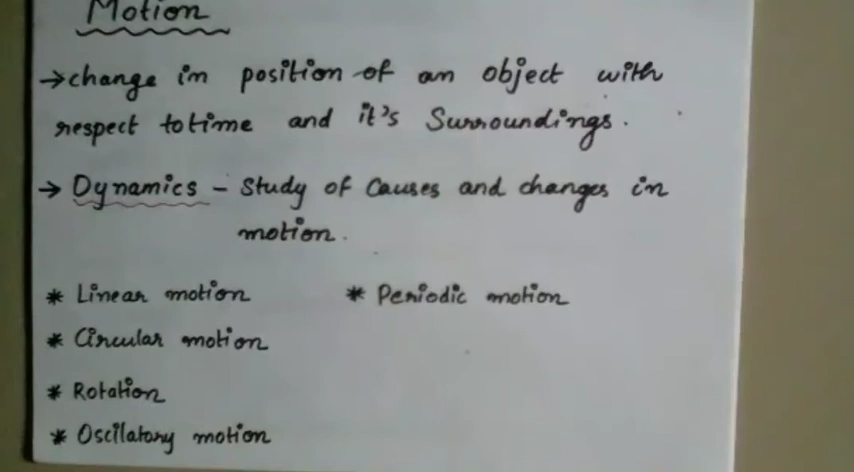 Motion
→ change in position of an object with
respect to time and it's Surroundings.
→ Dynamics - Study of Causes and changes in
motion.
* Linear motion * Periodic motion
* Circular motion
* Rotation
* Oscilatory motion